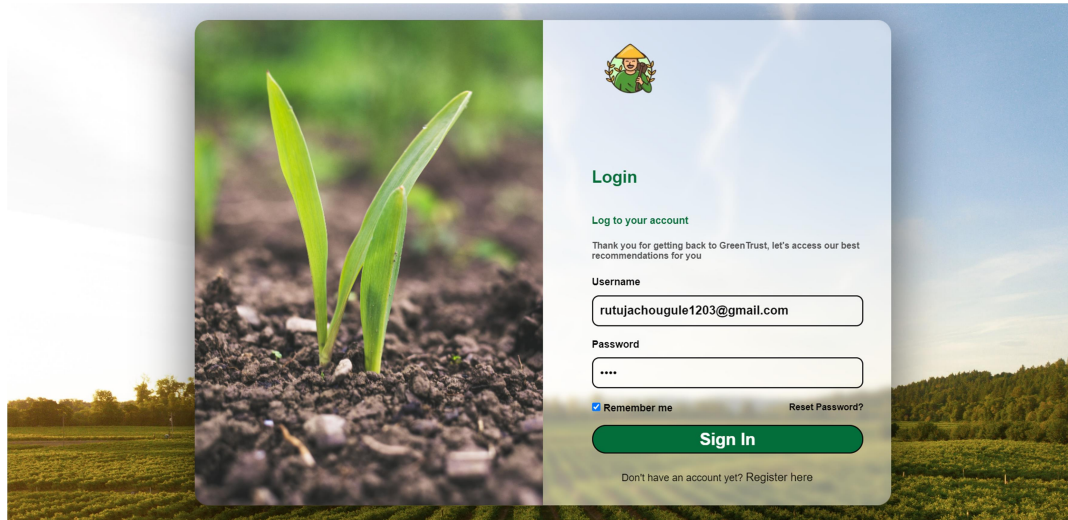 Login
Log to your account
Thank you for getting back to GreenTrust, let's access our best
recommendations for you
Username
rutujachougule1203@gmail.com
Password
••••
Remember me
Reset Password?
Sign In
Don't have an account yet? Register here